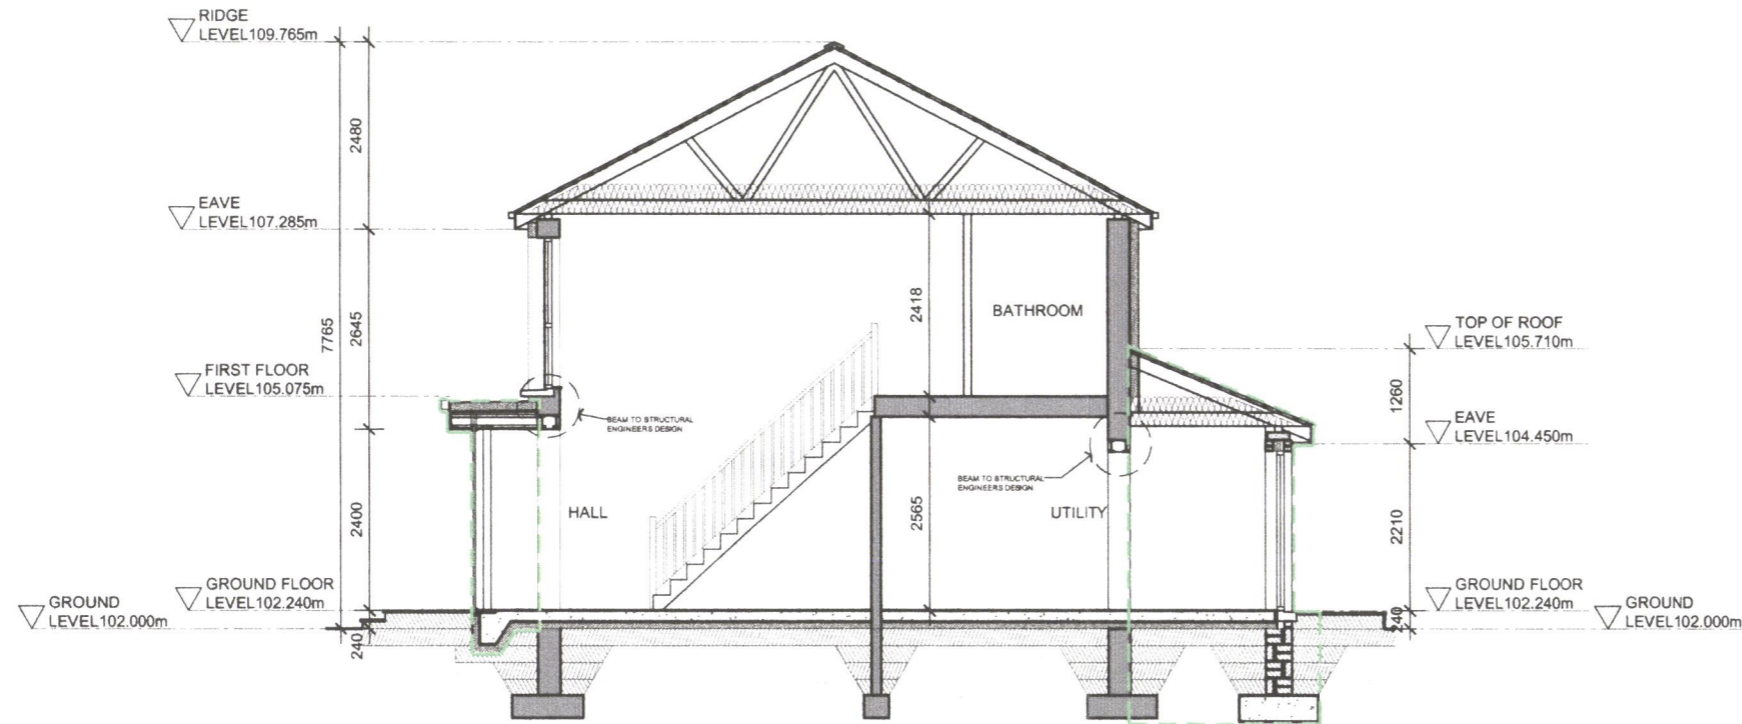 RIDGE
LEVEL109.765m
2480
EAVE
LEVEL107.285m
7765
2645
2418
BATHROOM
TOP OF ROOF
LEVEL105.710m
FIRST FLOOR
LEVEL105.075m
1260
BEAM TO STRUCTURAL
ENGINEERS DESIGN
EAVE
LEVEL104.450m
BEAM TO STRUCTURAL
ENGINEERS DESIGN
2400
HALL
2565
UTILITY
2210
GROUND FLOOR
LEVEL102.240m
GROUND
LEVEL102.000m
240
GROUND FLOOR
LEVEL102.240m
240
GROUND
LEVEL102.000m